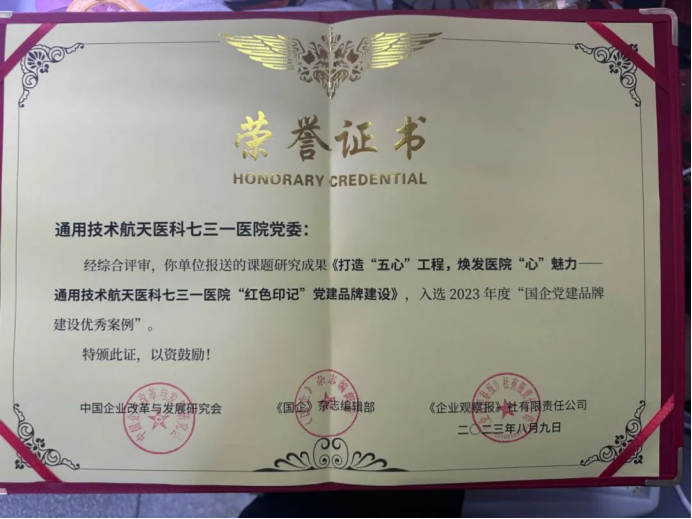 荣誉证书
HONORARY CREDENTIAL
通用技术航天医科七三一医院党委：
经综合评审，你单位报送的课题研究成果《打造“五心”工程，焕发医院“心”魅力——
通用技术航天医科七三一医院“红色印记”党建品牌建设》，入选2023年度“国企党建品牌
建设优秀案例”。
特颁此证，以资鼓励！
中国企业改革与发展研究会
《国企》杂志编辑部
《企业观察报》社有限责任公司
二〇二三年八月九日